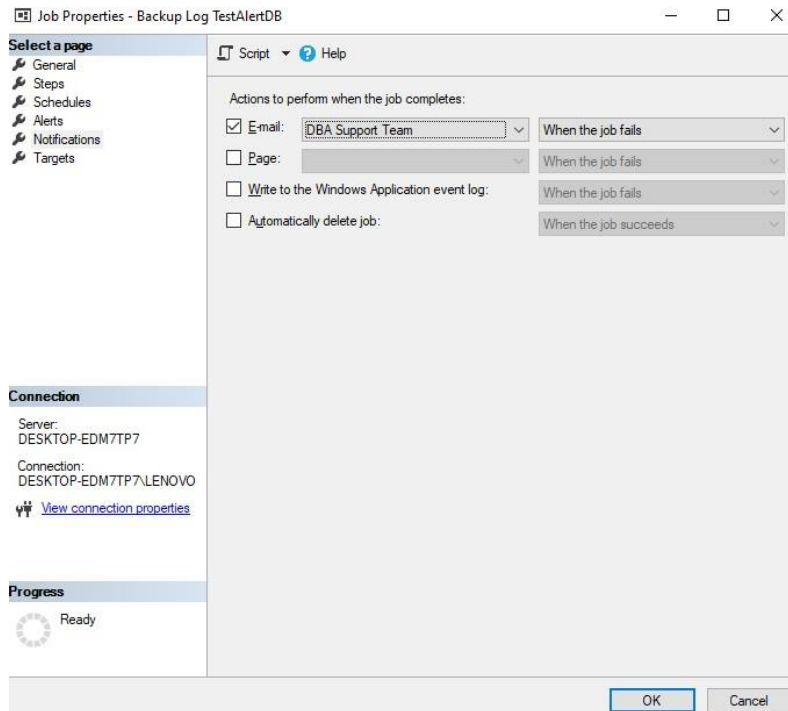 Job Properties - Backup Log TestAlertDB
Select a page
General
Steps
Schedules
Alerts
Notifications
Targets
Script
Help
Actions to perform when the job completes:
E-mail: DBA Support Team When the job fails
Page: When the job fails
Write to the Windows Application event log: When the job fails
Automatically delete job: When the job succeeds
Connection
Server:
DESKTOP-EDM7TP7
Connection:
DESKTOP-EDM7TP7\LENOVO
View connection properties
Progress
Ready
OK Cancel